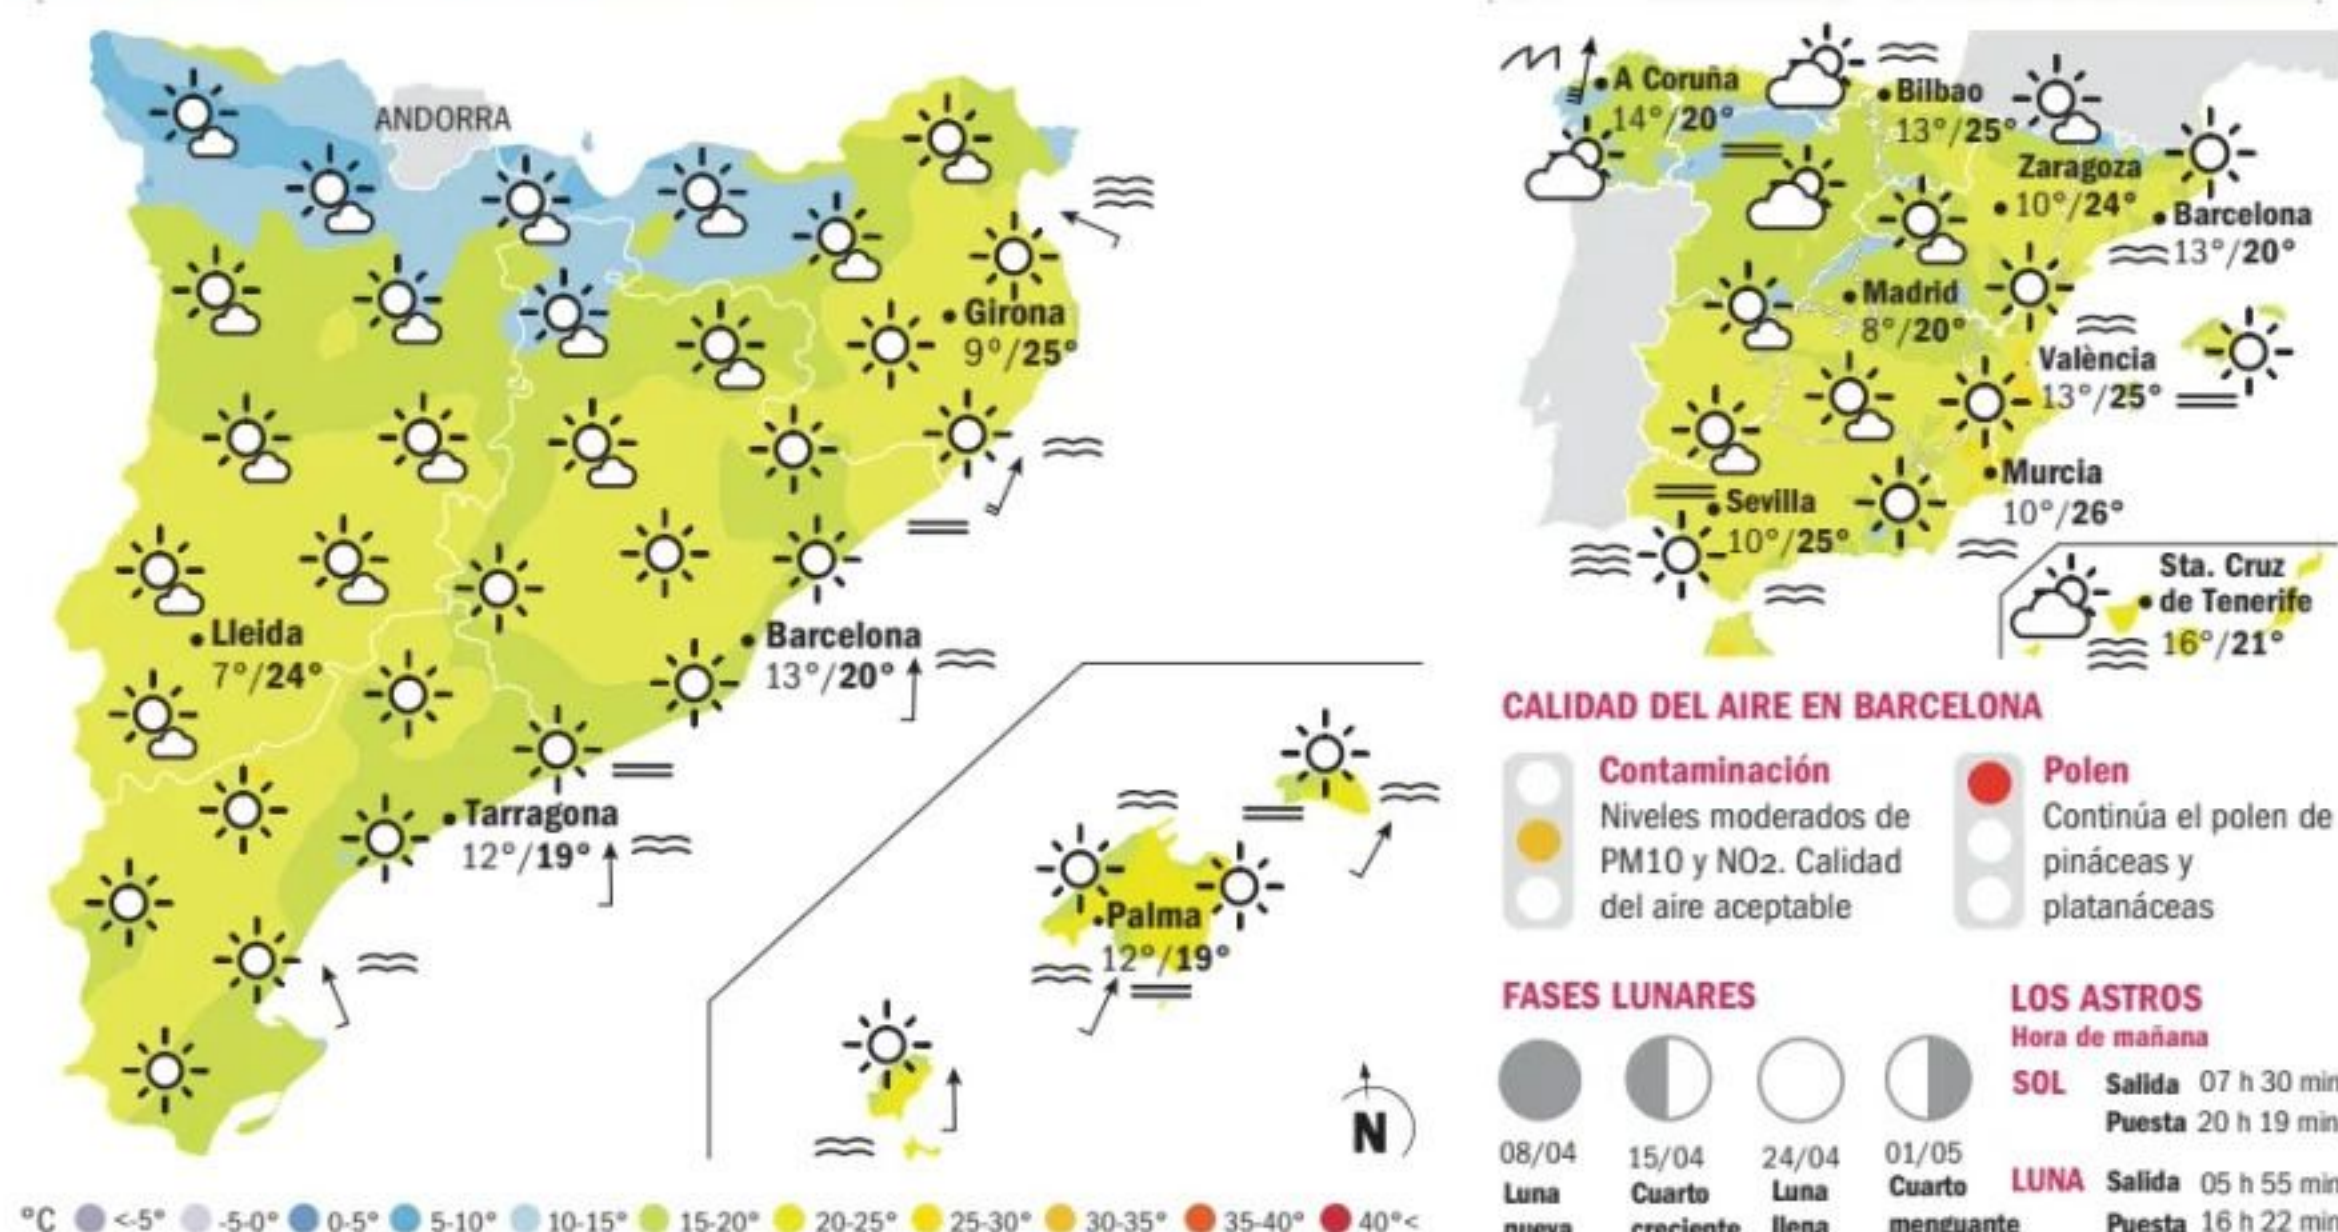 ANDORRA
Girona
9°/25°
Lleida
7°/24°
Barcelona
13°/20°
Tarragona
12°/19°
Palma
12°/19°
N
°C <-5° -5-0° 0-5° 5-10° 10-15° 15-20° 20-25° 25-30° 30-35° 35-40° 40°<
A Coruña
14°/20°
Bilbao
13°/25°
Zaragoza
10°/24°
Barcelona
13°/20°
Madrid
8°/20°
València
13°/25°
Murcia
10°/26°
Sevilla
10°/25°
Sta. Cruz
de Tenerife
16°/21°
CALIDAD DEL AIRE EN BARCELONA
Contaminación
Niveles moderados de
PM10 y NO2. Calidad
del aire aceptable
Polen
Continúa el polen de
pináceas y
platanáceas
FASES LUNARES
08/04
Luna
nueva
15/04
Cuarto
creciente
24/04
Luna
llena
01/05
Cuarto
menguante
LOS ASTROS
Hora de mañana
SOL Salida 07 h 30 min
Puesta 20 h 19 min
LUNA Salida 05 h 55 min
Puesta 16 h 22 min